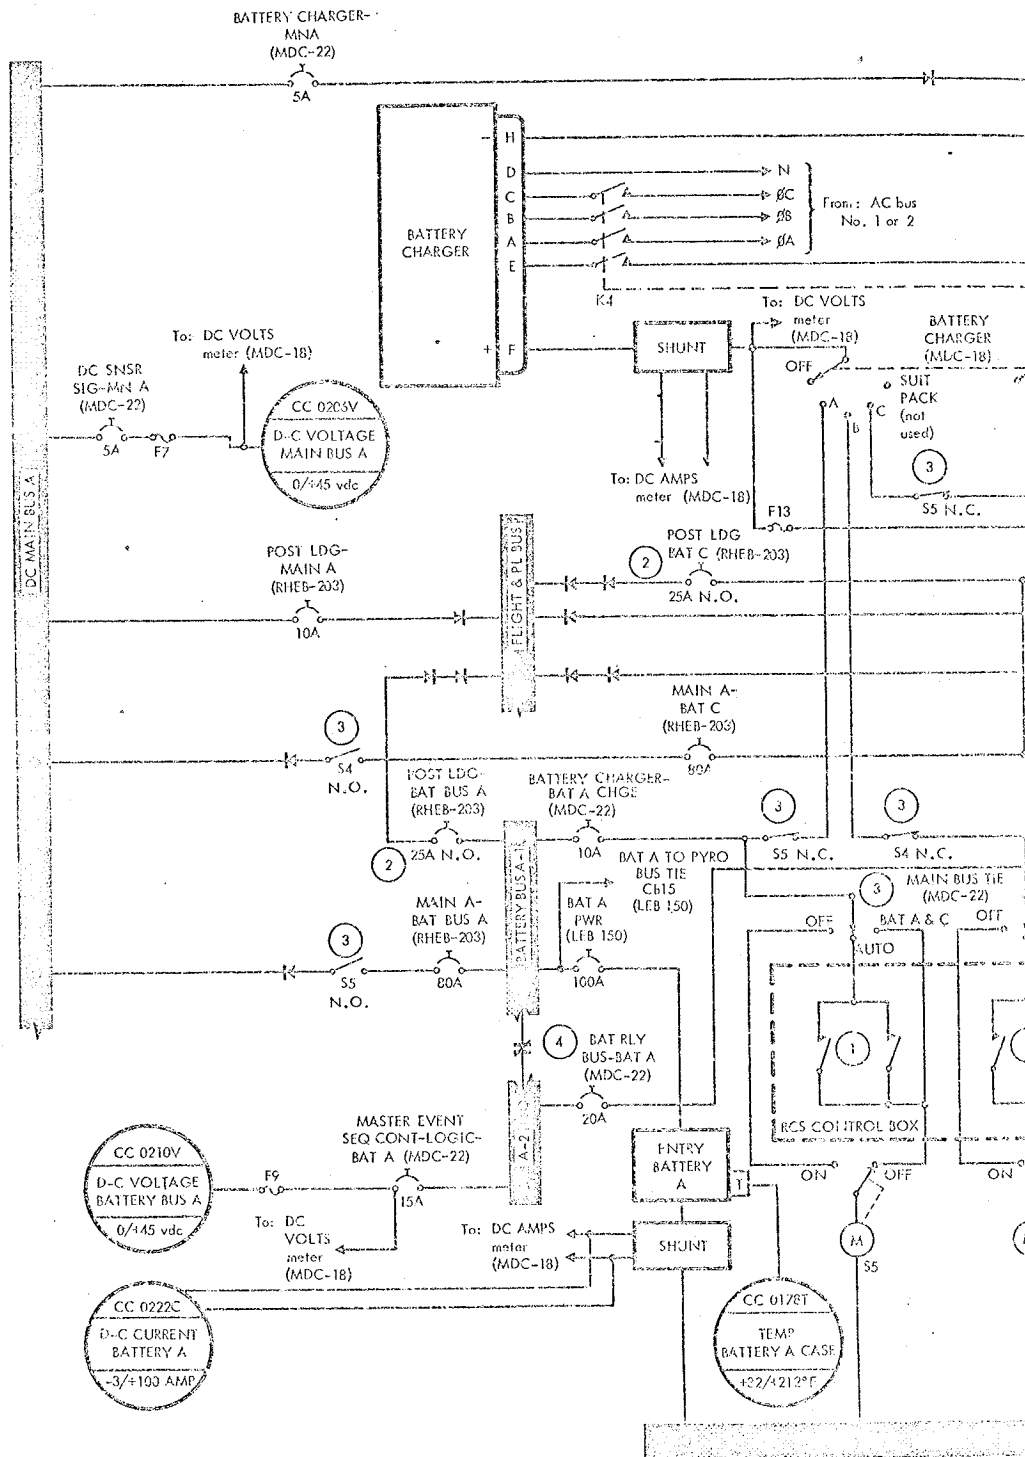 BATTERY CHARGER-
MNA
(MDC-22)
5A
BATTERY
CHARGER
-
H
D
C
B
A
E
+
F
N
ØC
ØB
ØA
From: AC bus
No. 1 or 2
K4
To: DC VOLTS
meter
(MDC-18)
BATTERY
CHARGER
(MDC-18)
OFF
A
B
C
SUIT
PACK
(not
used)
3
S5 N.C.
SHUNT
To: DC AMPS
meter (MDC-18)
F13
To: DC VOLTS
meter (MDC-18)
DC SNSR
SIG-MN A
(MDC-22)
5A
F7
CC 0206V
D-C VOLTAGE
MAIN BUS A
0/+45 vdc
DC MAIN BUS A
POST LDG-
MAIN A
(RHEB-203)
10A
FLIGHT & PL BUS
2
POST LDG
BAT C (RHEB-203)
25A N.O.
3
S4
N.O.
MAIN A-
BAT C
(RHEB-203)
80A
POST LDG-
BAT BUS A
(RHEB-203)
2
25A N.O.
BATTERY CHARGER-
BAT A CHGE
(MDC-22)
10A
3
S5 N.C.
3
S4 N.C.
BATTERY BUS A-1
BAT A TO PYRO
BUS TIE
Cb15
(LEB 150)
BAT A
PWR
(LEB 150)
100A
3
MAIN BUS TIE
(MDC-22)
OFF
BAT A & C
AUTO
OFF
3
S5
N.O.
MAIN A-
BAT BUS A
(RHEB-203)
80A
1
RCS CONTROL BOX
4
BAT RLY
BUS-BAT A
(MDC-22)
20A
A-2
MASTER EVENT
SEQ CONT-LOGIC-
BAT A (MDC-22)
15A
CC 0210V
D-C VOLTAGE
BATTERY BUS A
0/+45 vdc
F9
To: DC
VOLTS
meter
(MDC-18)
ENTRY
BATTERY
A
T
To: DC AMPS
meter
(MDC-18)
SHUNT
ON
OFF
ON
M
S5
CC 0222C
D-C CURRENT
BATTERY A
-3/+100 AMP
CC 0178T
TEMP
BATTERY A CASE
+32/+212°F